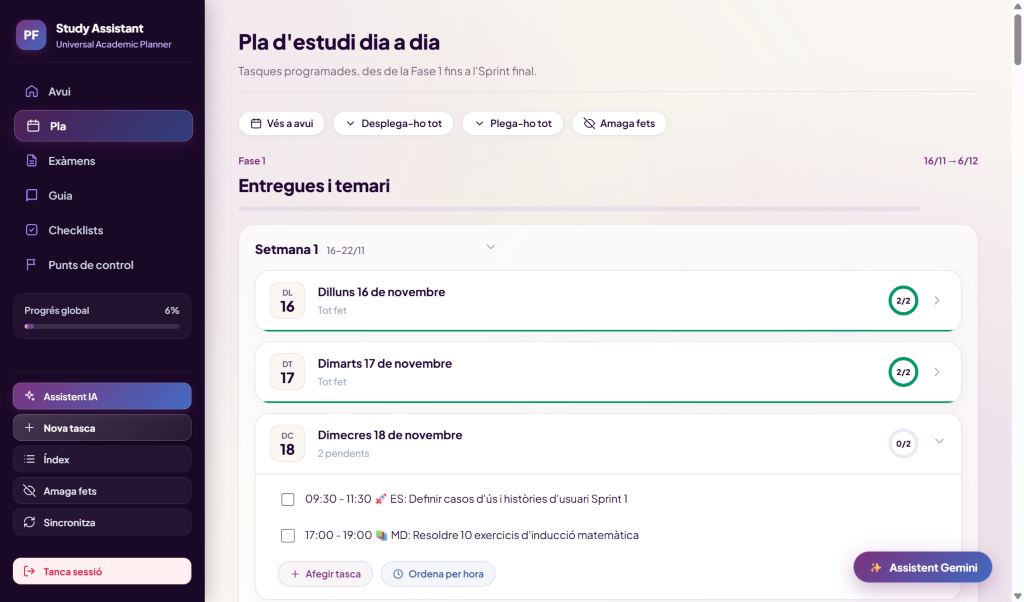 PF
Study Assistant
Universal Academic Planner
Avui
Pla
Exàmens
Guia
Checklists
Punts de control
Progrés global 6%
Assistent IA
Nova tasca
Índex
Amaga fets
Sincronitza
Tanca sessió
Pla d'estudi dia a dia
Tasques programades, des de la Fase 1 fins a l'Sprint final.
Vés a avui Desplega-ho tot Plega-ho tot Amaga fets
Fase 1 16/11 → 6/12
Entregues i temari
Setmana 1 16–22/11
DL
16
Dilluns 16 de novembre
Tot fet
2/2
DT
17
Dimarts 17 de novembre
Tot fet
2/2
DC
18
Dimecres 18 de novembre
2 pendents
0/2
09:30 - 11:30 🚀 ES: Definir casos d'ús i històries d'usuari Sprint 1
17:00 - 19:00 📚 MD: Resoldre 10 exercicis d'inducció matemàtica
Afegir tasca Ordena per hora
✨ Assistent Gemini